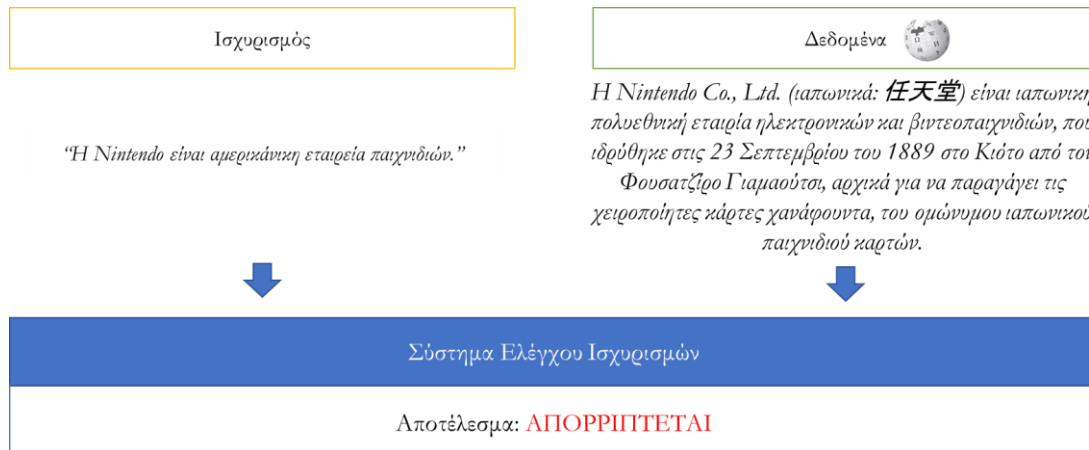 Ισχυρισμός
“Η Nintendo είναι αμερικάνικη εταιρεία παιχνιδιών.”
Δεδομένα
Η Nintendo Co., Ltd. (ιαπωνικά: 任天堂) είναι ιαπωνική
πολυεθνική εταιρία ηλεκτρονικών και βιντεοπαιχνιδιών, που
ιδρύθηκε στις 23 Σεπτεμβρίου του 1889 στο Κιότο από τον
Φουσατζίρο Γιαμαούτσι, αρχικά για να παραγάγει τις
χειροποίητες κάρτες χανάφουντα, του ομώνυμου ιαπωνικού
παιχνιδιού καρτών.
Σύστημα Ελέγχου Ισχυρισμών
Αποτέλεσμα: ΑΠΟΡΡΙΠΤΕΤΑΙ